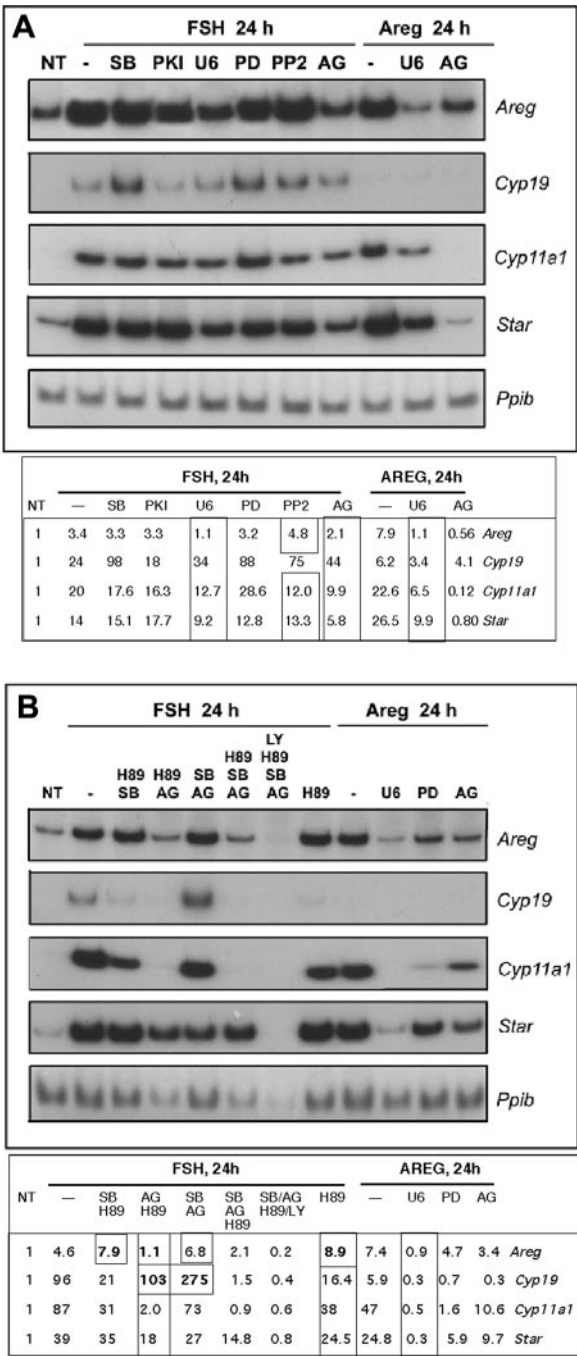 A
FSH 24 h Areg 24 h
NT - SB PKI U6 PD PP2 AG - U6 AG
Areg
Cyp19
Cyp11a1
Star
Ppib
FSH, 24h AREG, 24h
NT — SB PKI U6 PD PP2 AG — U6 AG
1 3.4 3.3 3.3 1.1 3.2 4.8 2.1 7.9 1.1 0.56 Areg
1 24 98 18 34 88 75 44 6.2 3.4 4.1 Cyp19
1 20 17.6 16.3 12.7 28.6 12.0 9.9 22.6 6.5 0.12 Cyp11a1
1 14 15.1 17.7 9.2 12.8 13.3 5.8 26.5 9.9 0.80 Star
B
FSH 24 h Areg 24 h
LY
H89 H89
H89 H89 SB SB SB
NT - SB AG AG AG AG H89 - U6 PD AG
Areg
Cyp19
Cyp11a1
Star
Ppib
FSH, 24h AREG, 24h
SB AG SB SB SB/AG
NT — H89 H89 AG AG H89/LY H89 — U6 PD AG
H89
1 4.6 7.9 1.1 6.8 2.1 0.2 8.9 7.4 0.9 4.7 3.4 Areg
1 96 21 103 275 1.5 0.4 16.4 5.9 0.3 0.7 0.3 Cyp19
1 87 31 2.0 73 0.9 0.6 38 47 0.5 1.6 10.6 Cyp11a1
1 39 35 18 27 14.8 0.8 24.5 24.8 0.3 5.9 9.7 Star